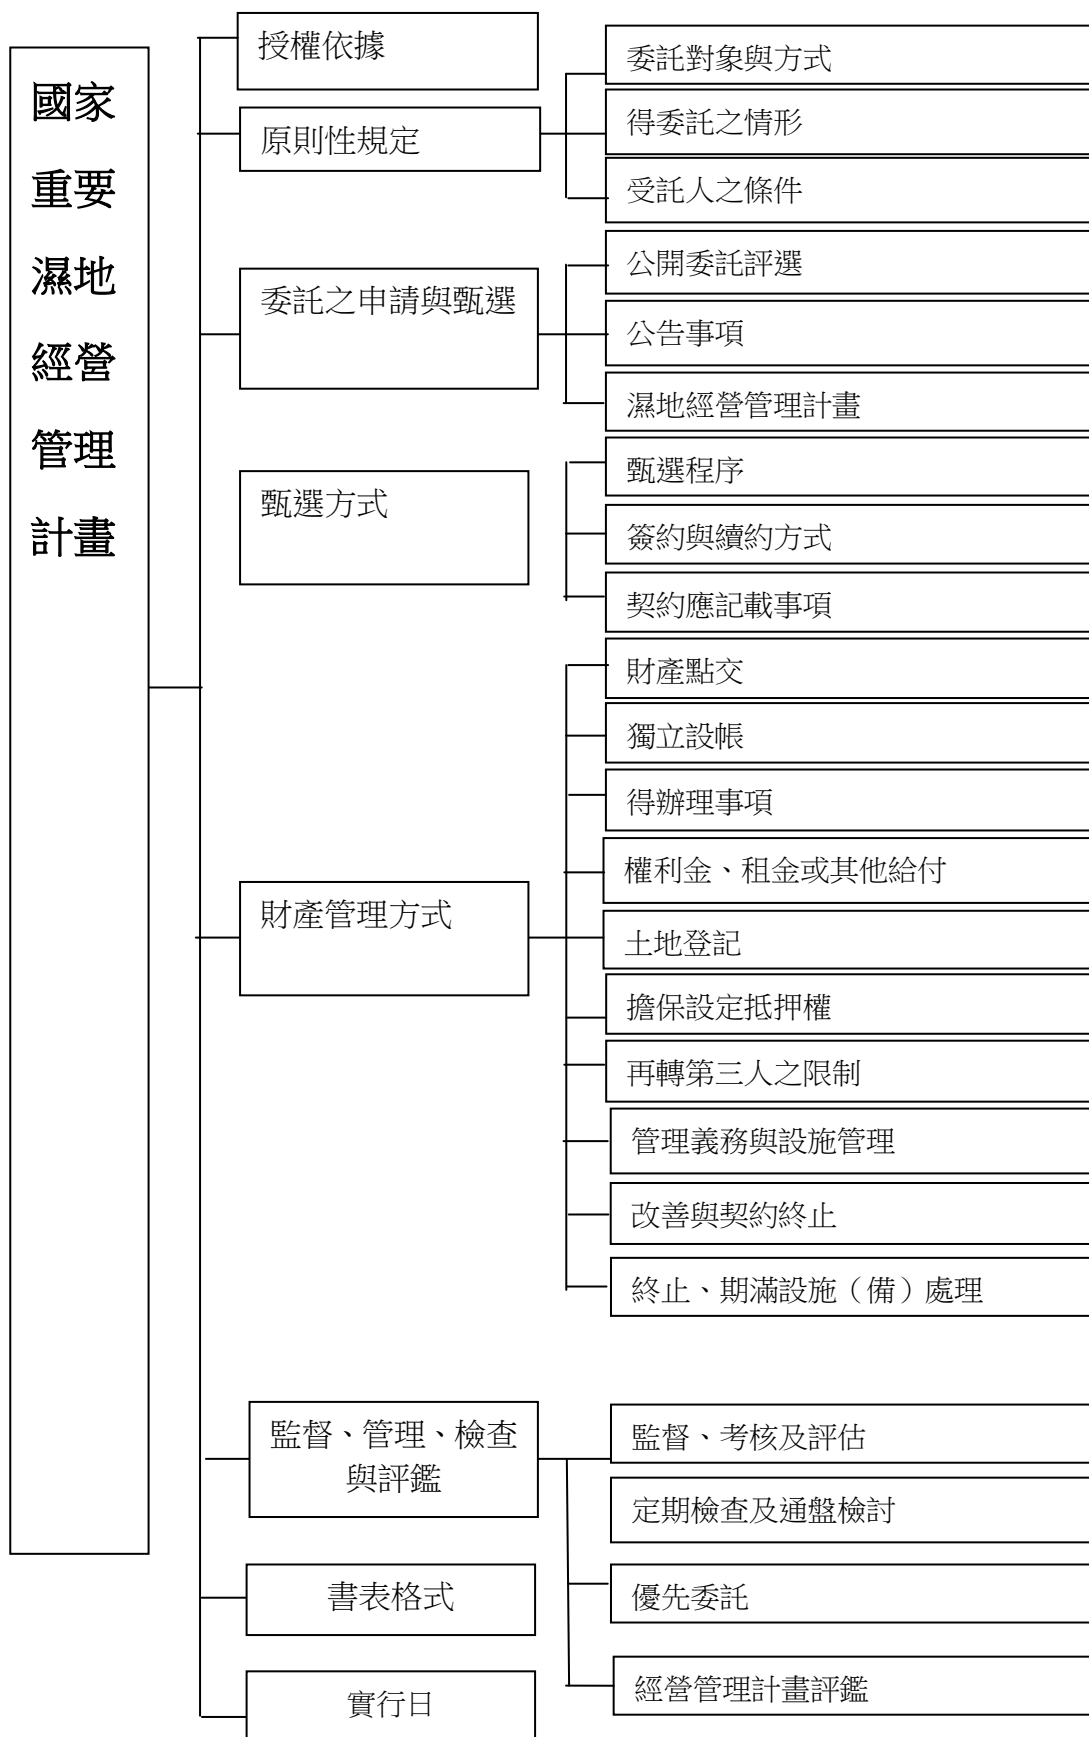 國家
重要
濕地
經營
管理
計畫
授權依據
原則性規定
委託對象與方式
得委託之情形
受託人之條件
委託之申請與甄選
公開委託評選
公告事項
濕地經營管理計畫
甄選方式
甄選程序
簽約與續約方式
契約應記載事項
財產管理方式
財產點交
獨立設帳
得辦理事項
權利金、租金或其他給付
土地登記
擔保設定抵押權
再轉第三人之限制
管理義務與設施管理
改善與契約終止
終止、期滿設施（備）處理
監督、管理、檢查
與評鑑
監督、考核及評估
定期檢查及通盤檢討
優先委託
經營管理計畫評鑑
書表格式
實行日